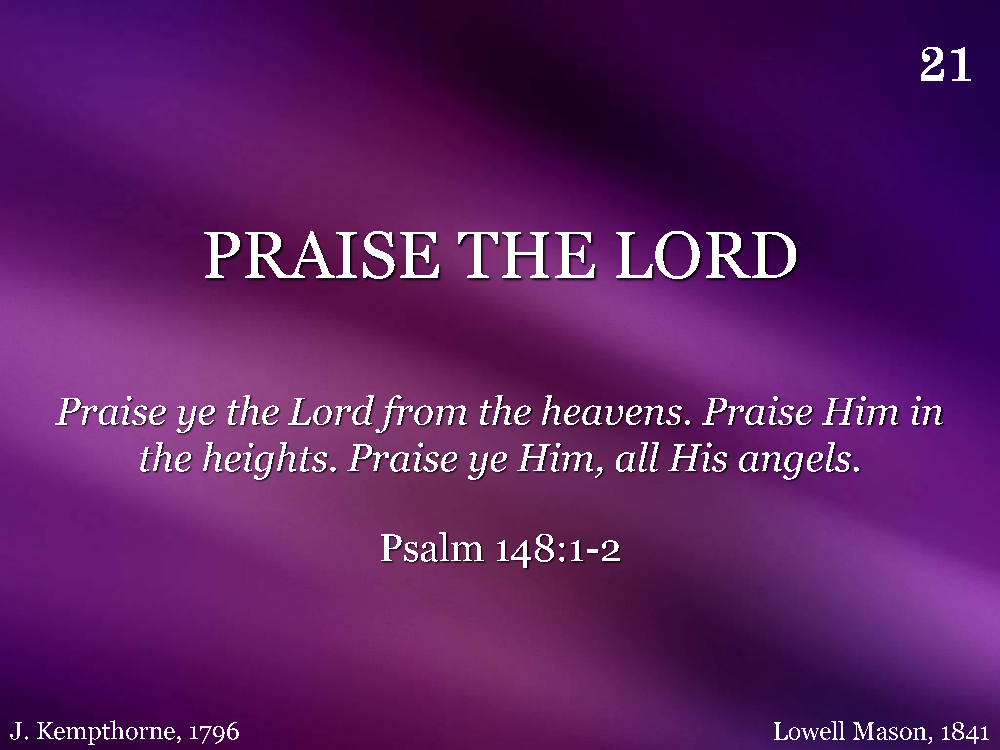 21
PRAISE THE LORD
Praise ye the Lord from the heavens. Praise Him in
the heights. Praise ye Him, all His angels.
Psalm 148:1-2
J. Kempthorne, 1796
Lowell Mason, 1841